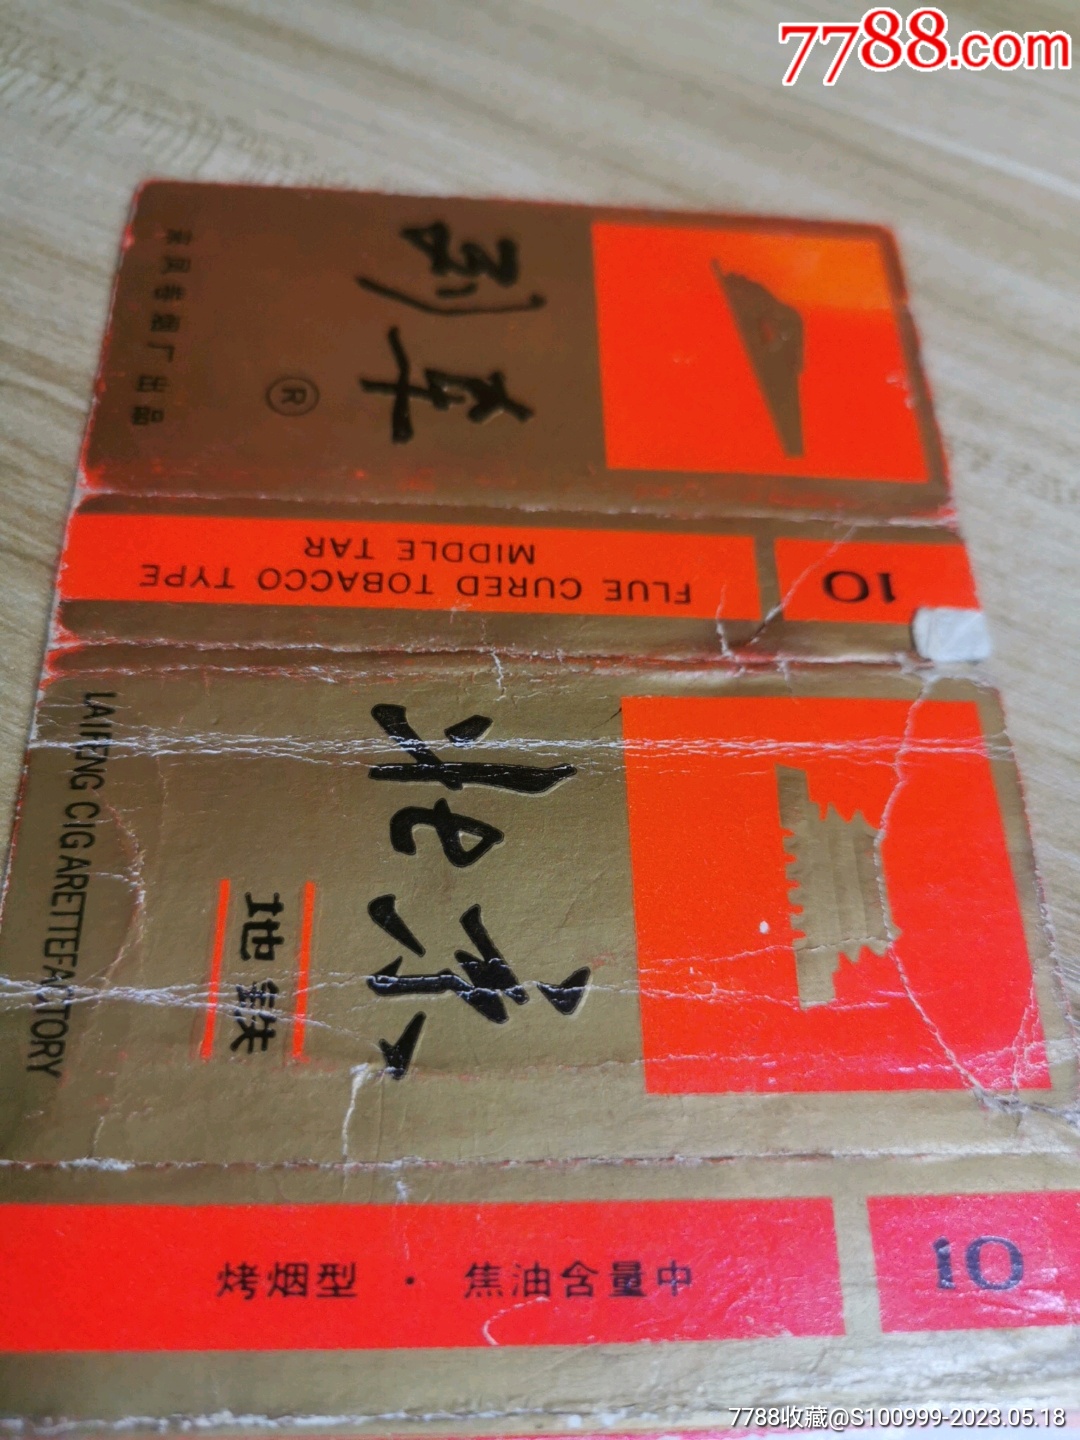 7788.com
列车
®
来凤卷烟厂出品
10
FLUE CURED TOBACCO TYPE
MIDDLE TAR
北京
地铁
LAIFENG CIGARETTEFACTORY
烤烟型 · 焦油含量中
10
7788收藏@S100999-2023.05.18